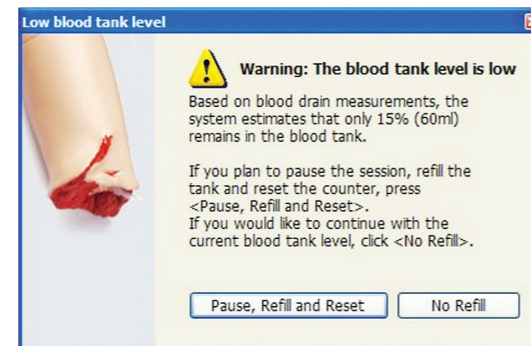 Low blood tank level
Warning: The blood tank level is low
Based on blood drain measurements, the
system estimates that only 15% (60ml)
remains in the blood tank.
If you plan to pause the session, refill the
tank and reset the counter, press
<Pause, Refill and Reset>.
If you would like to continue with the
current blood tank level, click <No Refill>.
Pause, Refill and Reset
No Refill